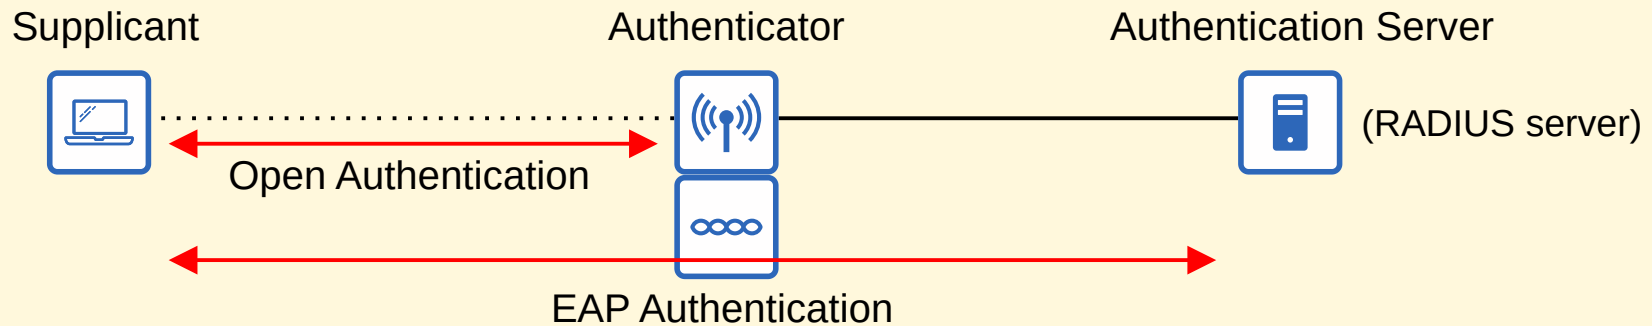 Supplicant
Authenticator
Authentication Server
(RADIUS server)
Open Authentication
EAP Authentication